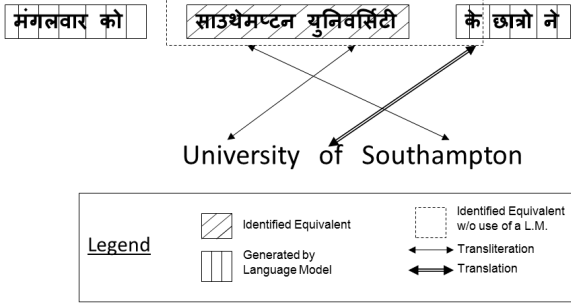 मंगलवार को साउथेमप्टन युनिवर्सिटी के छात्रो ने
University of Southampton
Legend
Identified Equivalent
Generated by
Language Model
Identified Equivalent
w/o use of a L.M.
Transliteration
Translation